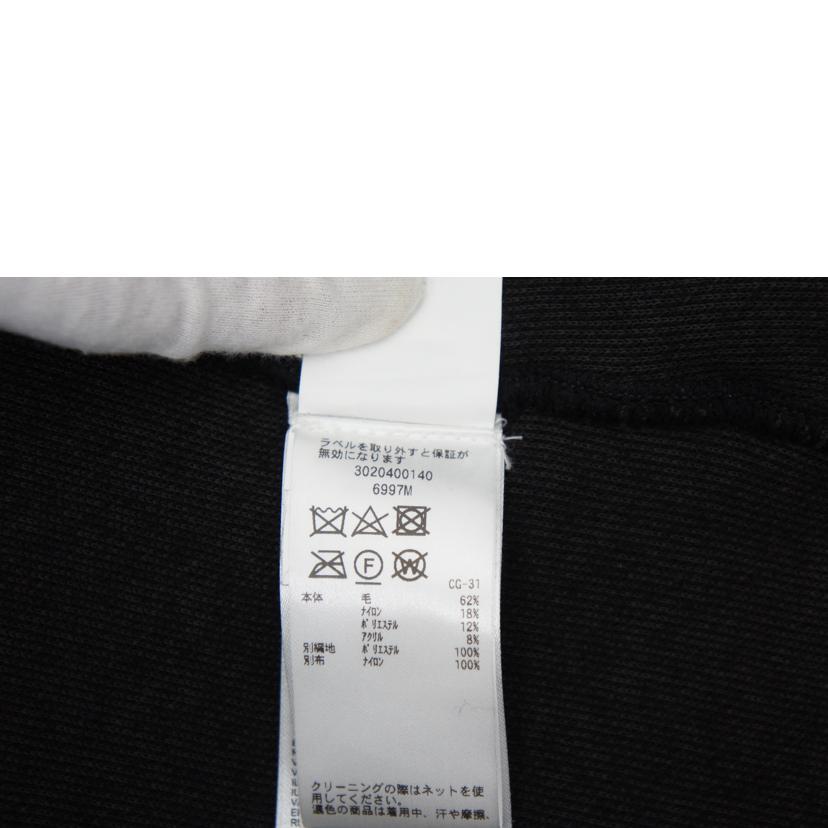 ラベルを取り外すと保証が
無効になります
3020400140
6997M
F W
CG-31
本体 毛 62%
ナイロン 18%
ポリエステル 12%
アクリル 8%
別編地 ポリエステル 100%
別布 ナイロン 100%
クリーニングの際はネットを使
用してください。
濃色の商品は着用中、汗や摩擦、